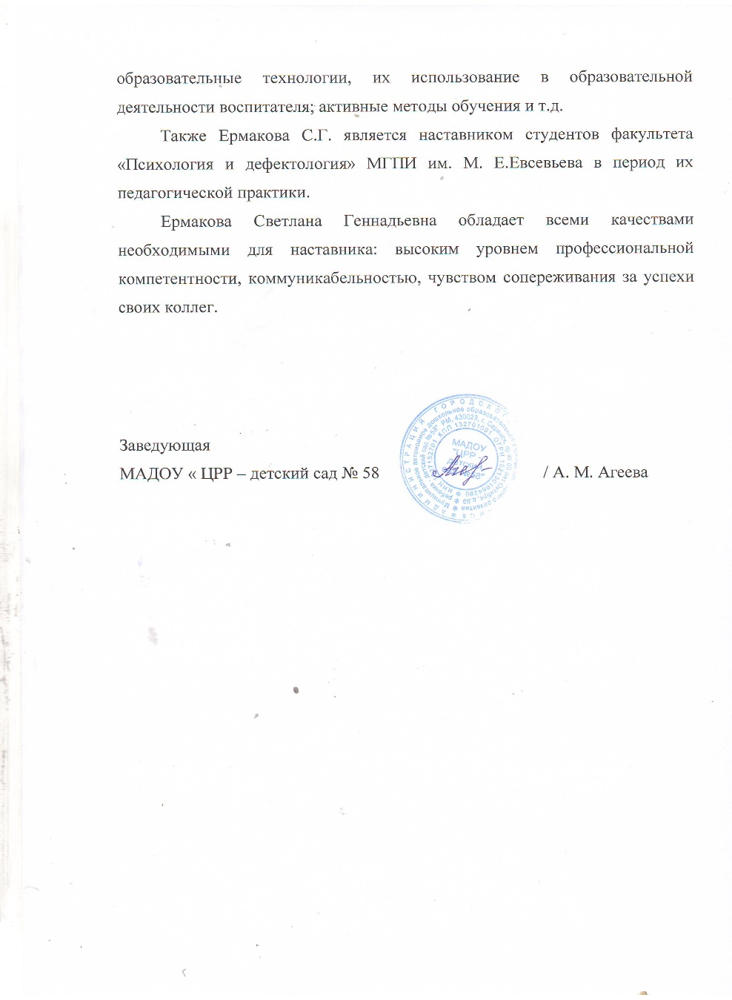 образовательные технологии, их использование в образовательной
деятельности воспитателя; активные методы обучения и т.д.
Также Ермакова С.Г. является наставником студентов факультета
«Психология и дефектология» МГПИ им. М. Е.Евсевьева в период их
педагогической практики.
Ермакова Светлана Геннадьевна обладает всеми качествами
необходимыми для наставника: высоким уровнем профессиональной
компетентности, коммуникабельностью, чувством сопереживания за успехи
своих коллег.
Заведующая
МАДОУ « ЦРР – детский сад № 58 / А. М. Агеева
МАДОУ
"ЦРР -
детский